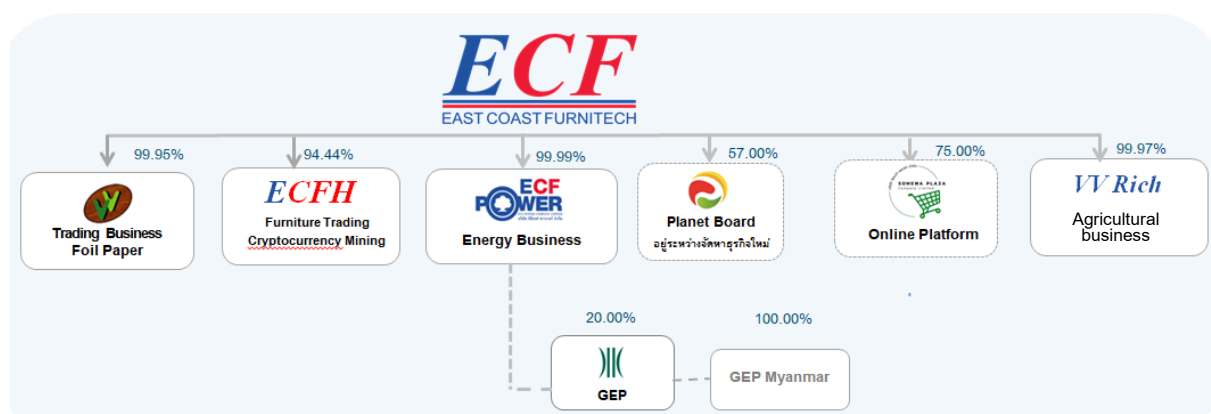 ECF
EAST COAST FURNITECH
99.95%
94.44%
99.99%
57.00%
75.00%
99.97%
Trading Business
Foil Paper
ECFH
Furniture Trading
Cryptocurrency Mining
ECF
POWER
Energy Business
Planet Board
อยู่ระหว่างจัดหาธุรกิจใหม่
SOMEWA PLAZA
Online Platform
VV Rich
Agricultural
business
20.00%
100.00%
GEP
GEP Myanmar